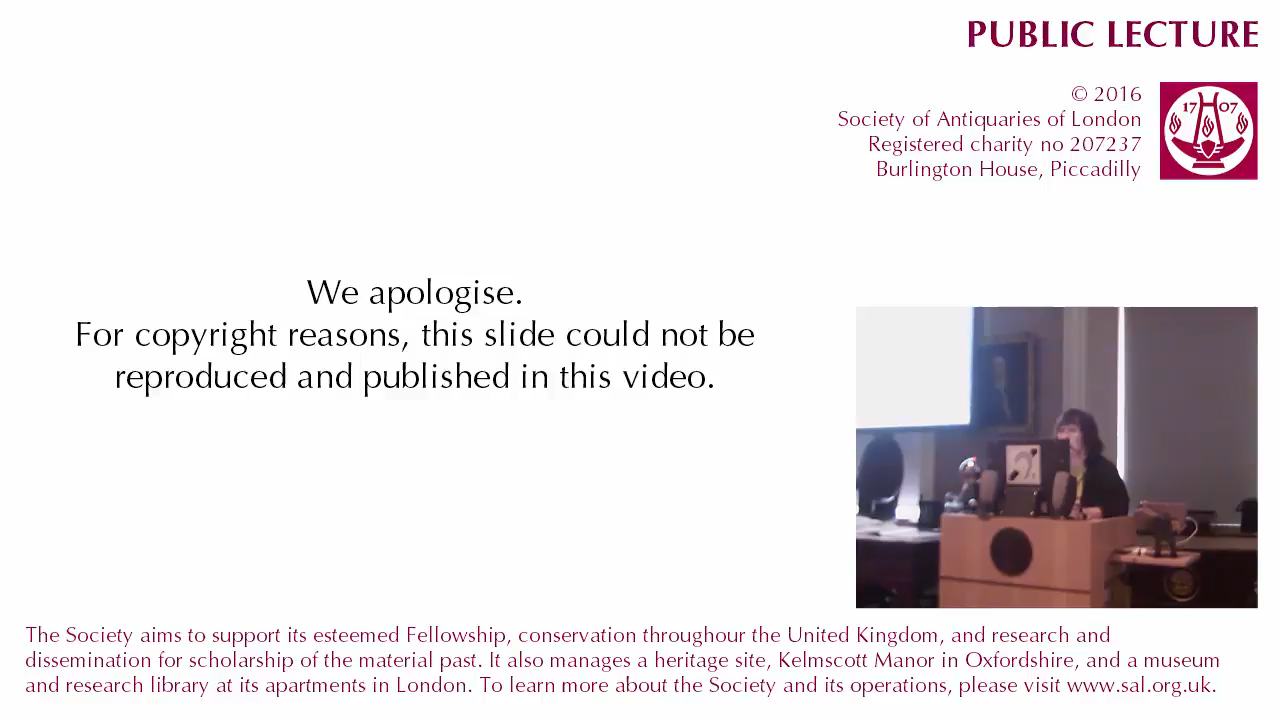 PUBLIC LECTURE
© 2016
Society of Antiquaries of London
Registered charity no 207237
Burlington House, Piccadilly
17 07
We apologise.
For copyright reasons, this slide could not be
reproduced and published in this video.
The Society aims to support its esteemed Fellowship, conservation throughour the United Kingdom, and research and
dissemination for scholarship of the material past. It also manages a heritage site, Kelmscott Manor in Oxfordshire, and a museum
and research library at its apartments in London. To learn more about the Society and its operations, please visit www.sal.org.uk.